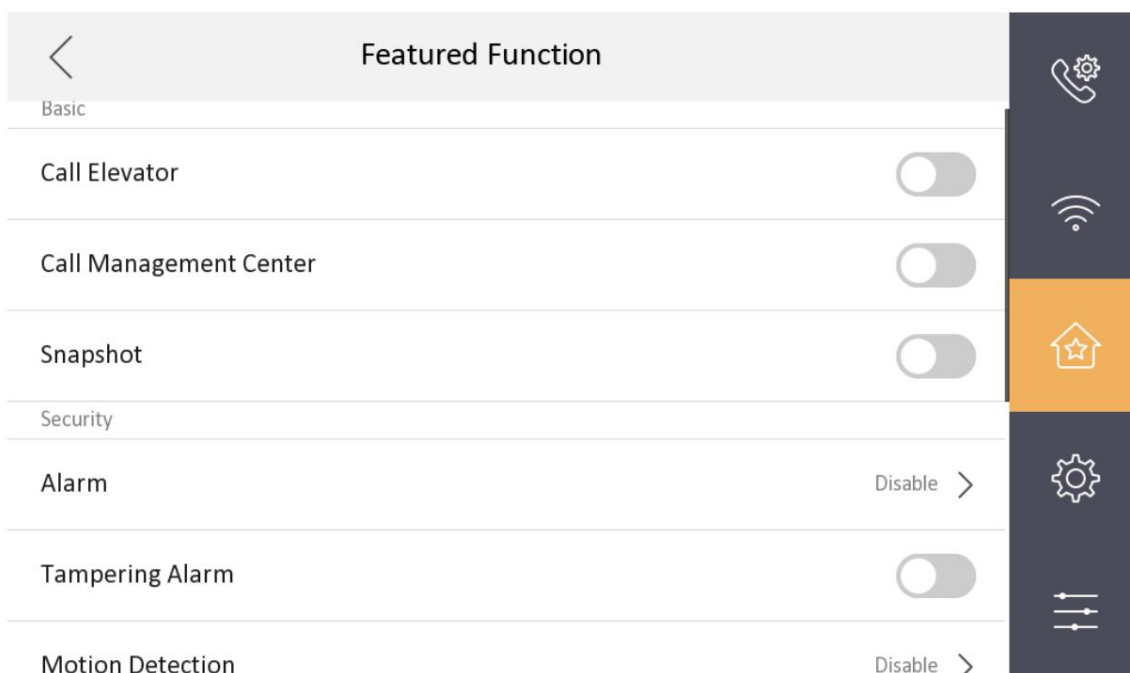 Featured Function
Basic
Call Elevator
Call Management Center
Snapshot
Security
Alarm Disable
Tampering Alarm
Motion Detection Disable